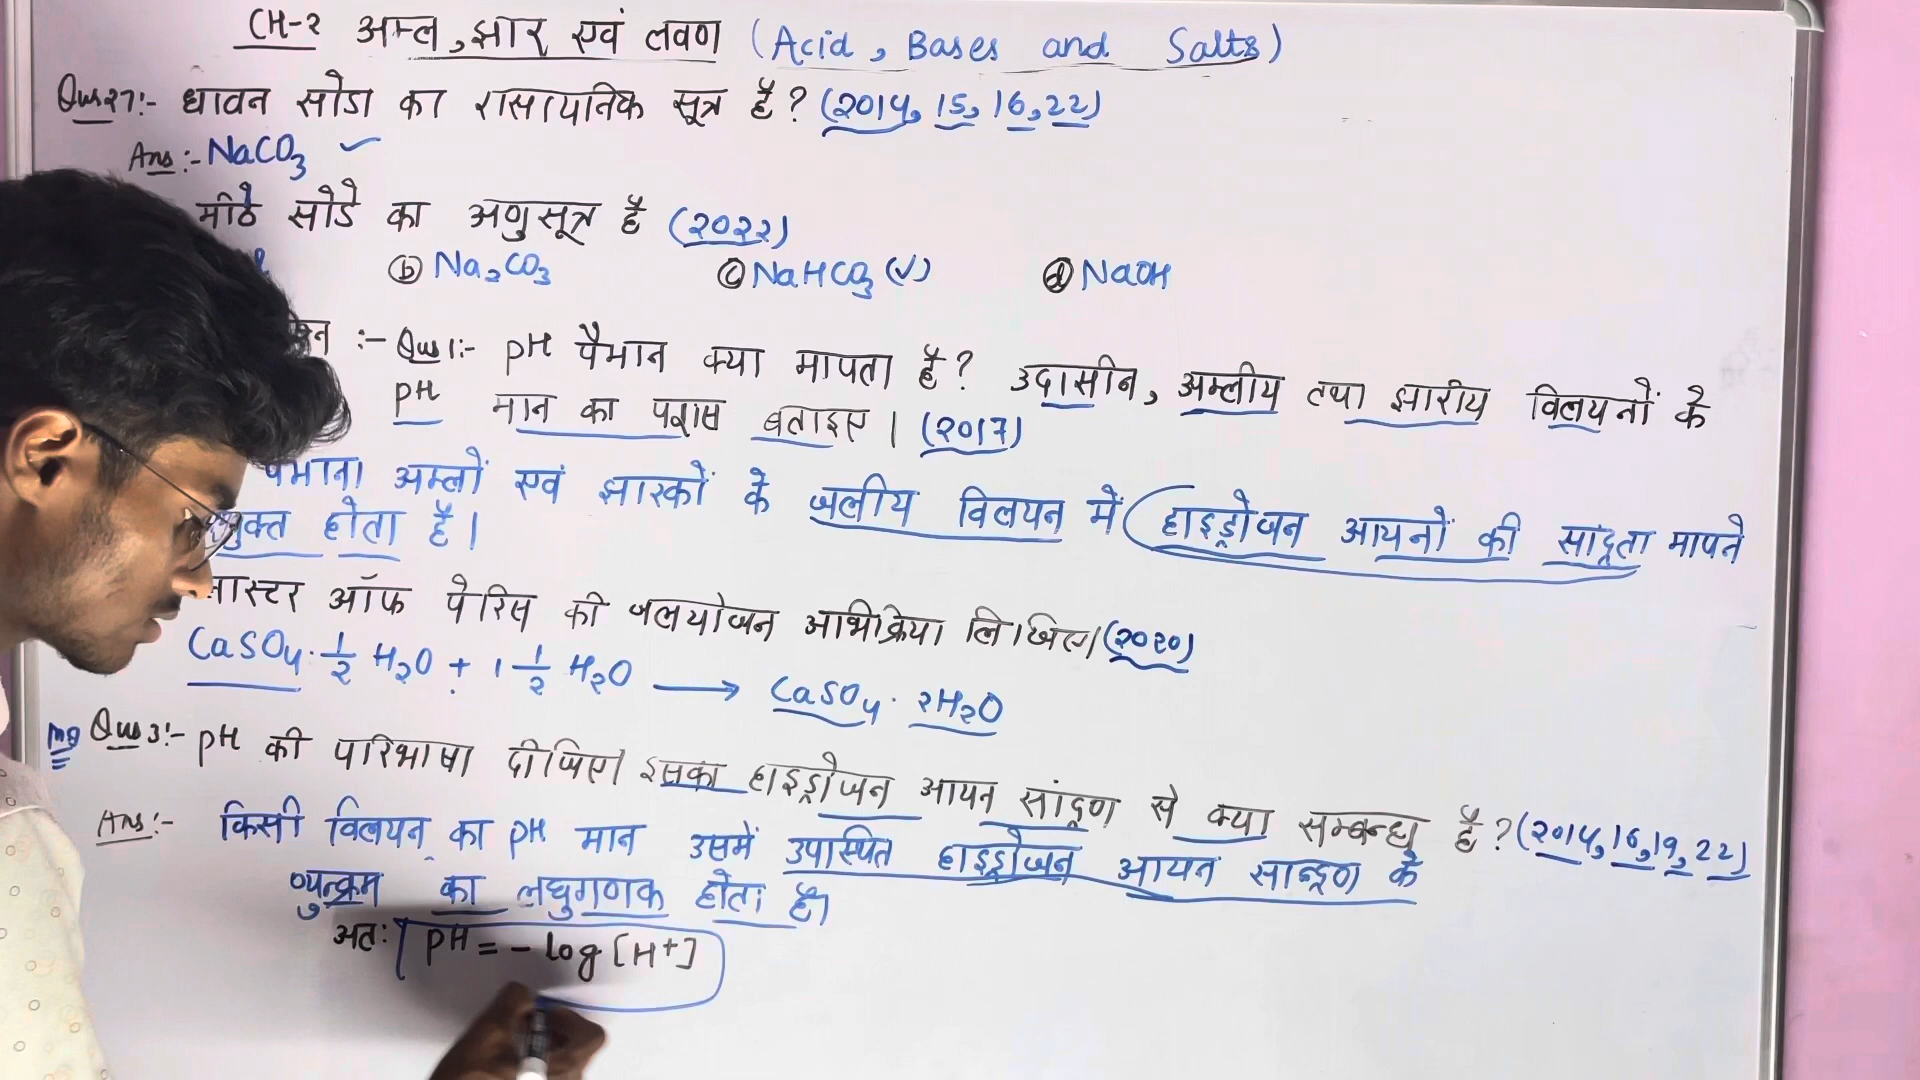 CH-2 अम्ल, क्षार एवं लवण (Acid, Bases and Salts)
Qus27:- धावन सोडा का रासायनिक सूत्र है? (2014, 15, 16, 22)
Ans:- NaCO3 ✓
मीठे सोडे का अणुसूत्र है (2022)
(b) Na2CO3 (c) NaHCO3 (✓) (d) NaOH
:- Qus1:- pH पैमान क्या मापता है? उदासीन, अम्लीय तथा क्षारीय विलयनों के
pH मान का परास बताइए। (2017)
पैमाना अम्लों एवं क्षारकों के जलीय विलयन में (हाइड्रोजन आयनों की सांद्रता मापने
होता है।
ऑफ पेरिस की जलयोजन अभिक्रिया लिखिए। (2020)
CaSO4·1/2 H2O + 1 1/2 H2O → CaSO4·2H2O
Qus3:- pH की परिभाषा दीजिए। इसका हाइड्रोजन आयन सांद्रण से क्या सम्बन्ध है? (2014, 16, 19, 22)
Ans:- किसी विलयन का pH मान उसमें उपस्थित हाइड्रोजन आयन सान्द्रण के
व्युत्क्रम का लघुगणक होता है।
अतः pH = - log [H+]